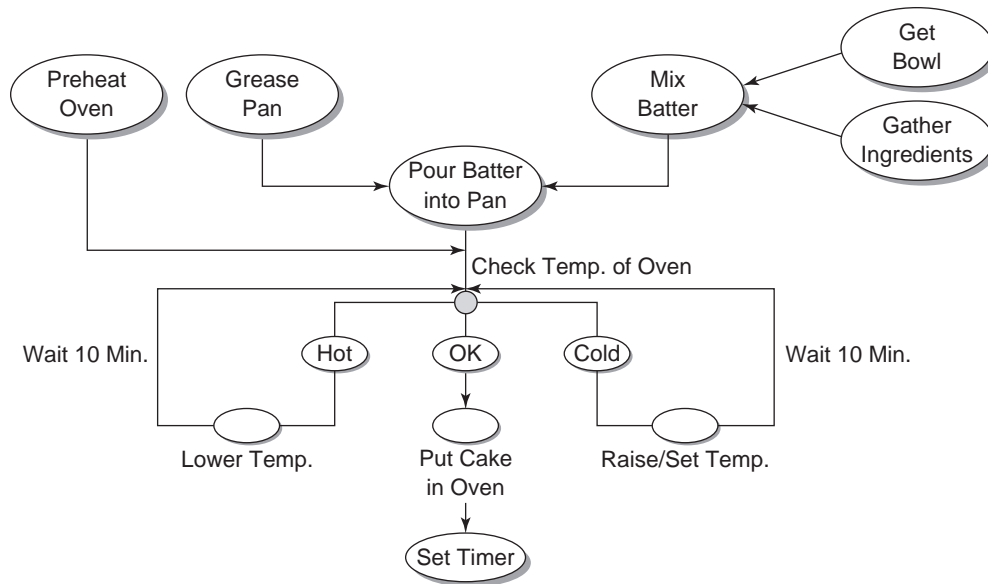 Get
Bowl
Preheat
Oven
Grease
Pan
Mix
Batter
Gather
Ingredients
Pour Batter
into Pan
Check Temp. of Oven
Wait 10 Min.
Hot
OK
Cold
Wait 10 Min.
Lower Temp.
Put Cake
in Oven
Raise/Set Temp.
Set Timer